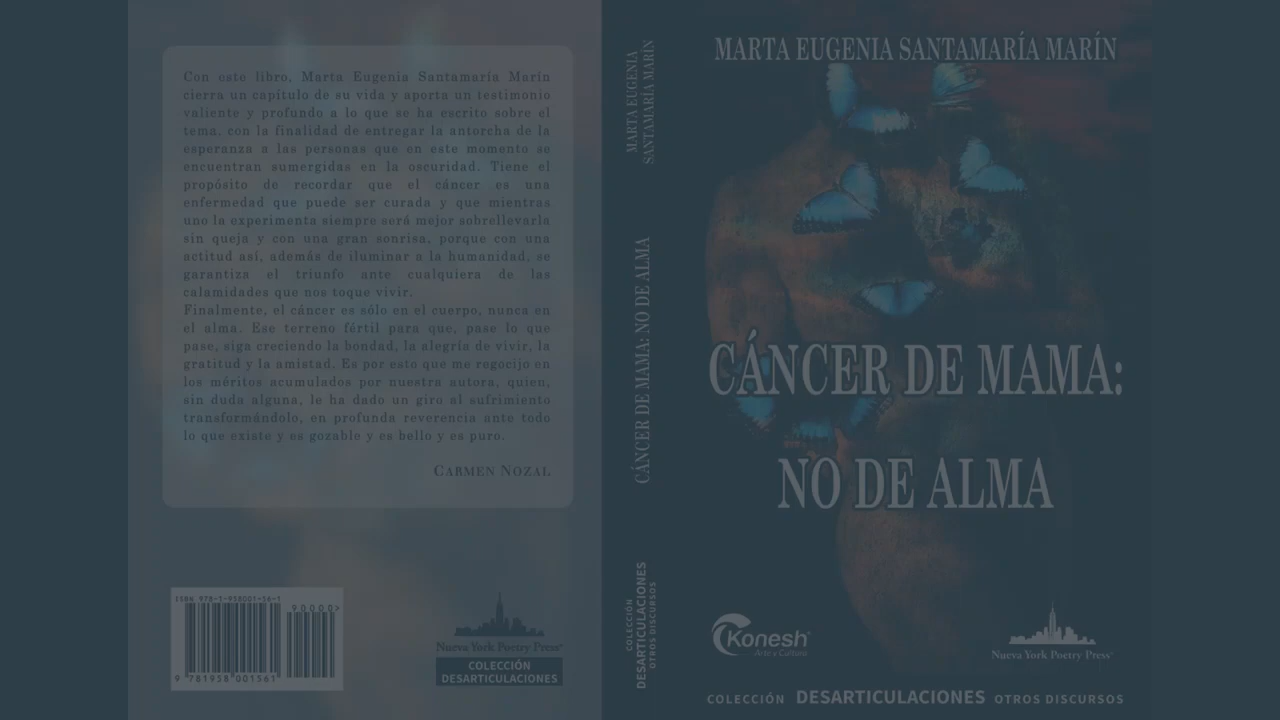 Con este libro, Marta Eugenia Santamaría Marín
cierra un capítulo de su vida y aporta un testimonio
valiente y profundo a lo que se ha escrito sobre el
tema, con la finalidad de entregar la antorcha de la
esperanza a las personas que en este momento se
encuentran sumergidas en la oscuridad. Tiene el
propósito de recordar que el cáncer es una
enfermedad que puede ser curada y que mientras
uno la experimenta siempre será mejor sobrellevarla
sin queja y con una gran sonrisa, porque con una
actitud así, además de iluminar a la humanidad, se
garantiza el triunfo ante cualquiera de las
calamidades que nos toque vivir.
Finalmente, el cáncer es sólo en el cuerpo, nunca en
el alma. Ese terreno fértil para que, pase lo que
pase, siga creciendo la bondad, la alegría de vivir, la
gratitud y la amistad. Es por esto que me regocijo en
los méritos acumulados por nuestra autora, quien,
sin duda alguna, le ha dado un giro al sufrimiento
transformándolo, en profunda reverencia ante todo
lo que existe y es gozable y es bello y es puro.
CARMEN NOZAL
ISBN 978-1-958001-56-1
90000>
9 781958 001561
Nueva York Poetry Press®
COLECCIÓN
DESARTICULACIONES
MARTA EUGENIA
SANTAMARÍA MARÍN
CÁNCER DE MAMA: NO DE ALMA
COLECCIÓN
DESARTICULACIONES
OTROS DISCURSOS
MARTA EUGENIA SANTAMARÍA MARÍN
CÁNCER DE MAMA:
NO DE ALMA
Konesh®
Arte y Cultura
Nueva York Poetry Press®
COLECCIÓN DESARTICULACIONES OTROS DISCURSOS